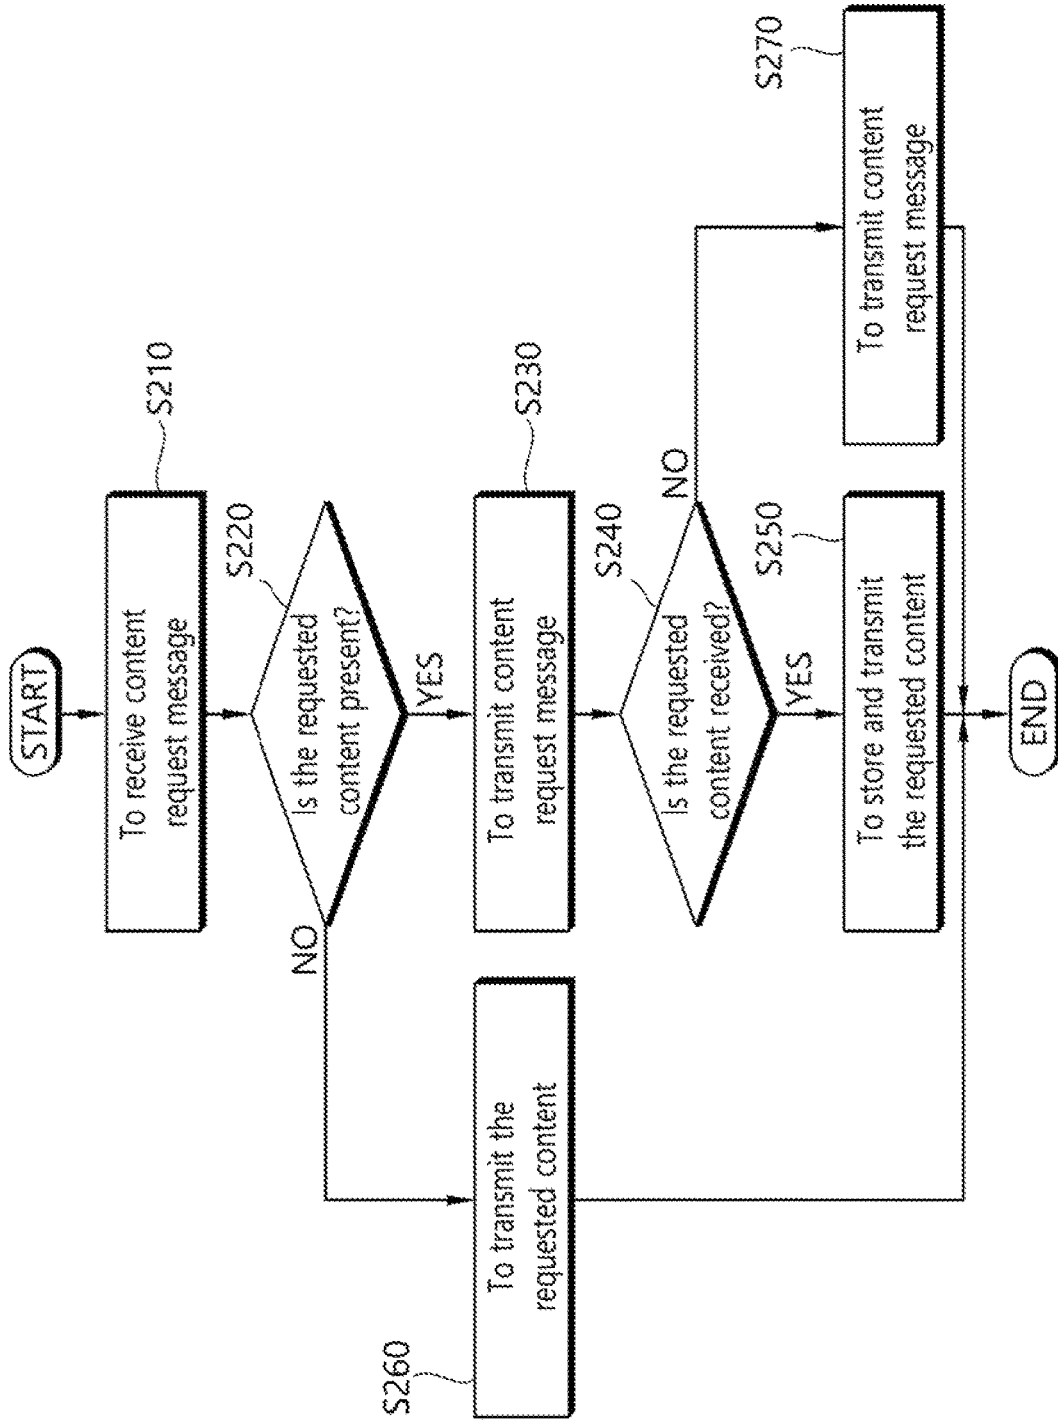 START
S210
To receive content
request message
S220
Is the requested
content present?
NO
YES
S230
To transmit content
request message
S260
To transmit the
requested content
S240
Is the requested
content received?
NO
YES
S250
To store and transmit
the requested content
S270
To transmit content
request message
END